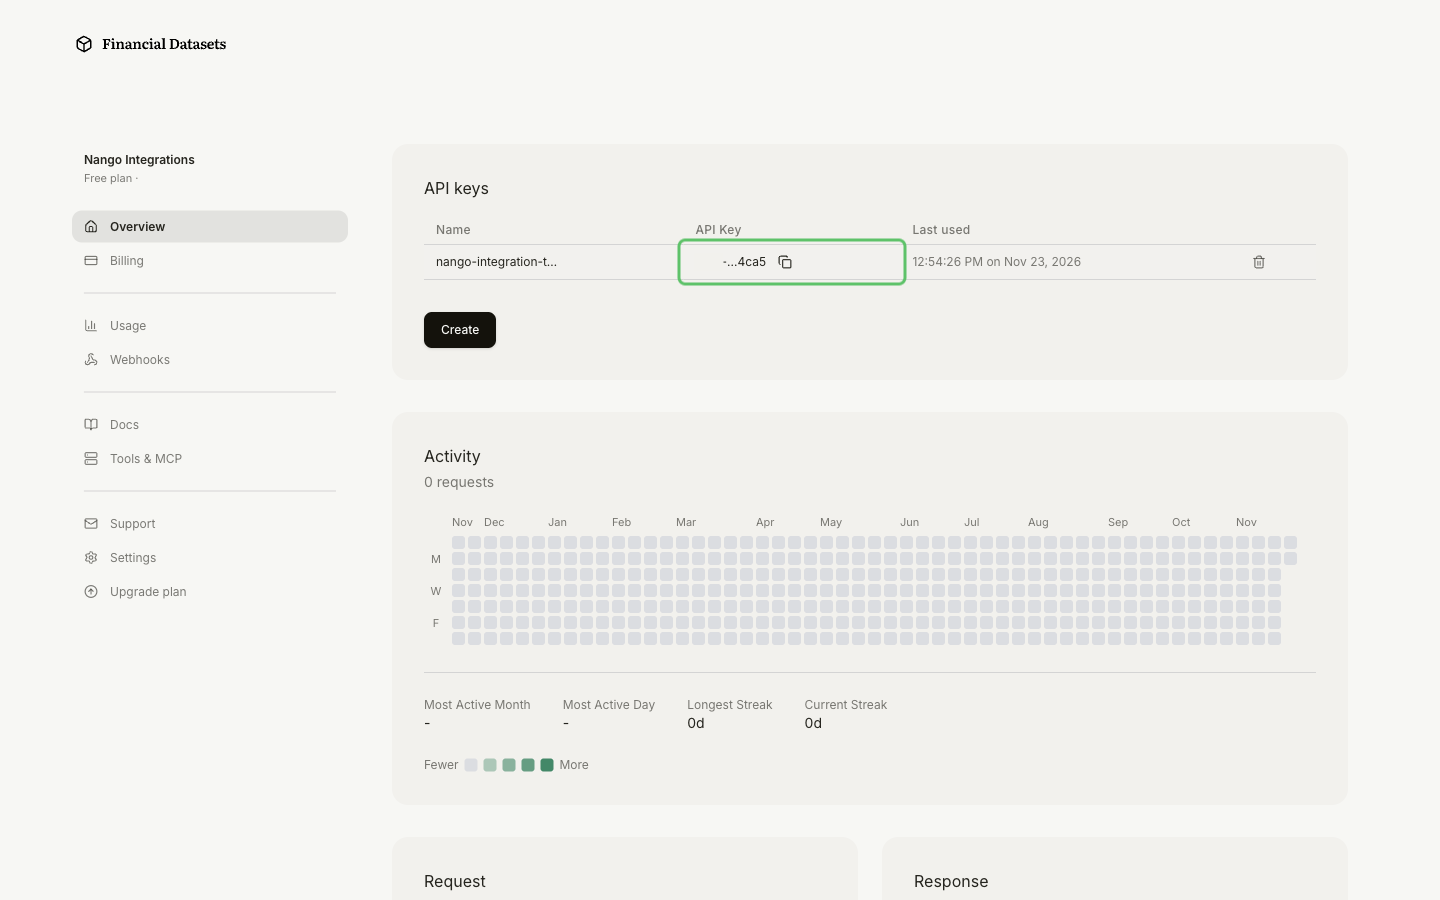 Financial Datasets
Nango Integrations
Free plan ·
Overview
Billing
Usage
Webhooks
Docs
Tools & MCP
Support
Settings
Upgrade plan
API keys
Name API Key Last used
nango-integration-t... -...4ca5 12:54:26 PM on Nov 23, 2026
Create
Activity
0 requests
Nov Dec Jan Feb Mar Apr May Jun Jul Aug Sep Oct Nov
M
W
F
Most Active Month Most Active Day Longest Streak Current Streak
- - 0d 0d
Fewer More
Request Response